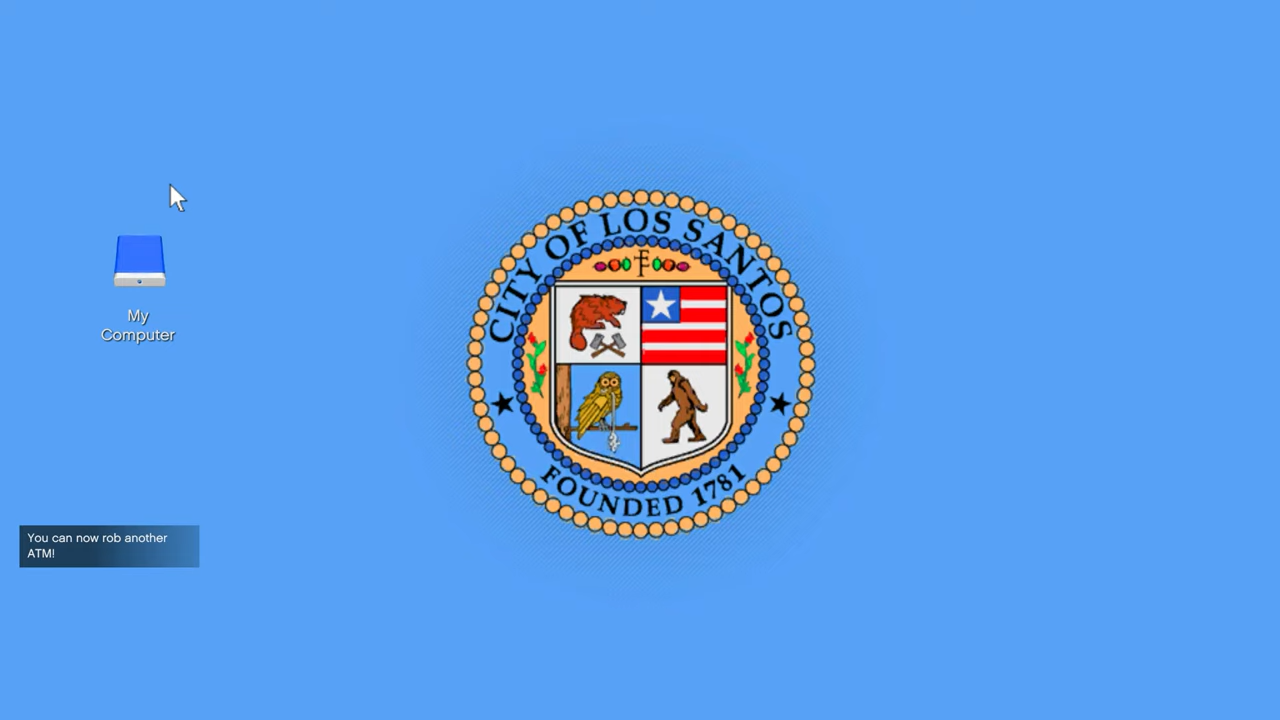 CITY OF LOS SANTOS
My
Computer
FOUNDED 1781
You can now rob another
ATM!